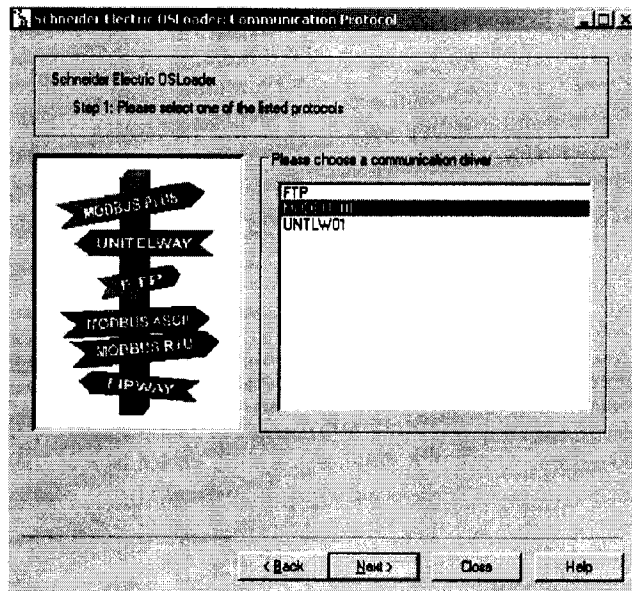 Schneider Electric OSLoader: Communication Protocol
Schneider Electric OSLoader
Step 1: Please select one of the listed protocols
Please choose a communication driver
FTP
UNTLW01
MODBUS PLUS
UNITELWAY
FTP
MODBUS ASCII
MODBUS RTU
FIPWAY
< Back
Next >
Close
Help